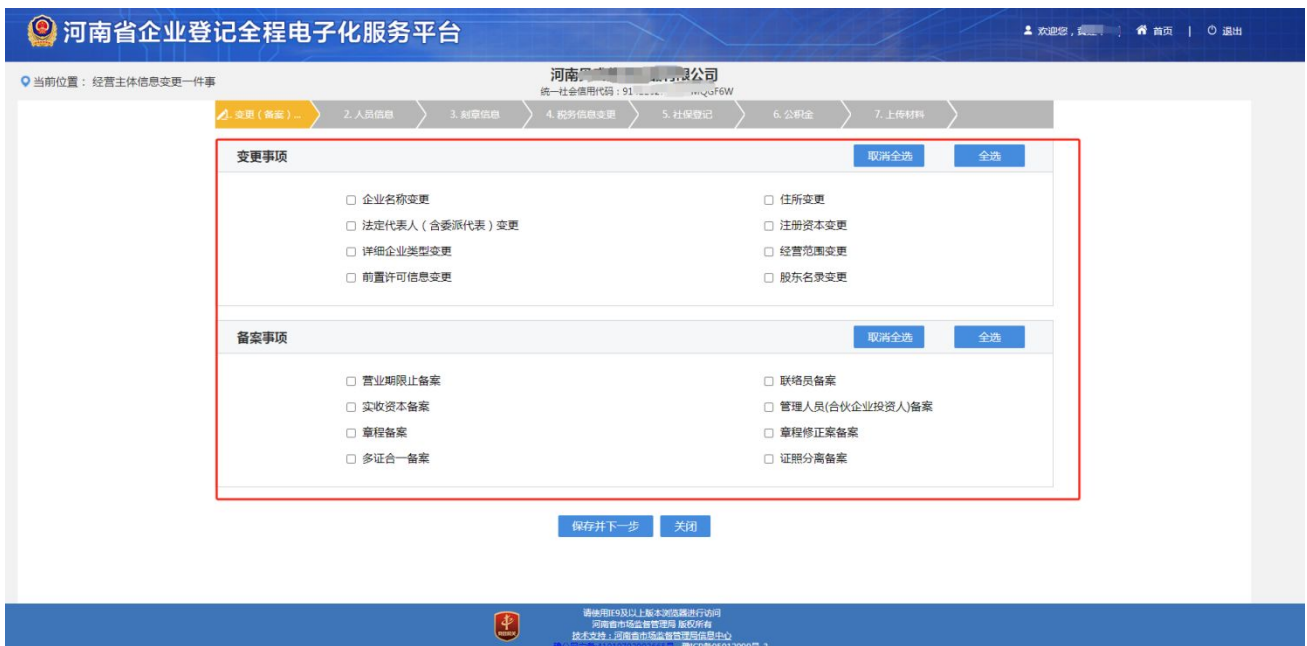 河南省企业登记全程电子化服务平台
欢迎您, 首页 | 退出
当前位置: 经营主体信息变更一件事
河南 限公司
统一社会信用代码: 91 MQGF6W
1. 变更(备案)...
2. 人员信息
3. 刻章信息
4. 税务信息变更
5. 社保登记
6. 公积金
7. 上传材料
变更事项
取消全选
全选
企业名称变更
住所变更
法定代表人(含委派代表)变更
注册资本变更
详细企业类型变更
经营范围变更
前置许可信息变更
股东名录变更
备案事项
取消全选
全选
营业期限止备案
联络员备案
实收资本备案
管理人员(合伙企业投资人)备案
章程备案
章程修正案备案
多证合一备案
证照分离备案
保存并下一步
关闭
请使用IE9及以上版本浏览器进行访问
河南省市场监督管理局 版权所有
技术支持:河南省市场监督管理局信息中心